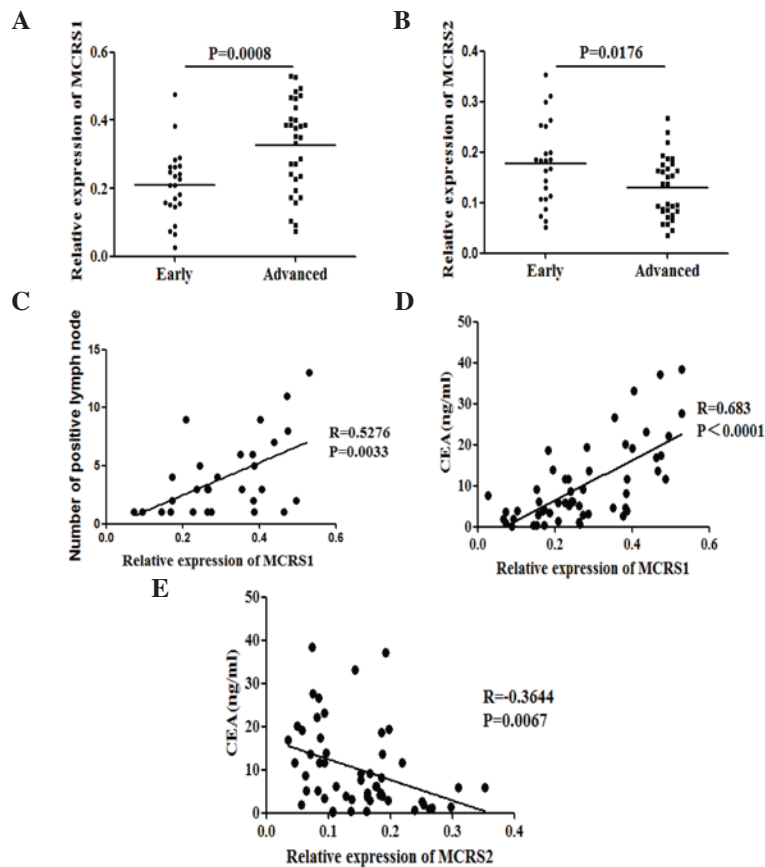 A
Relative expression of MCRS1
0.6
0.4
0.2
0.0
P=0.0008
Early
Advanced
B
Relative expression of MCRS2
0.4
0.3
0.2
0.1
0.0
P=0.0176
Early
Advanced
C
Number of positive lymph node
15
10
5
0
0.0
0.2
0.4
0.6
R=0.5276
P=0.0033
Relative expression of MCRS1
D
CEA(ng/ml)
50
40
30
20
10
0
0.0
0.2
0.4
0.6
R=0.683
P<0.0001
Relative expression of MCRS1
E
CEA(ng/ml)
50
40
30
20
10
0
0.0
0.1
0.2
0.3
0.4
R=-0.3644
P=0.0067
Relative expression of MCRS2